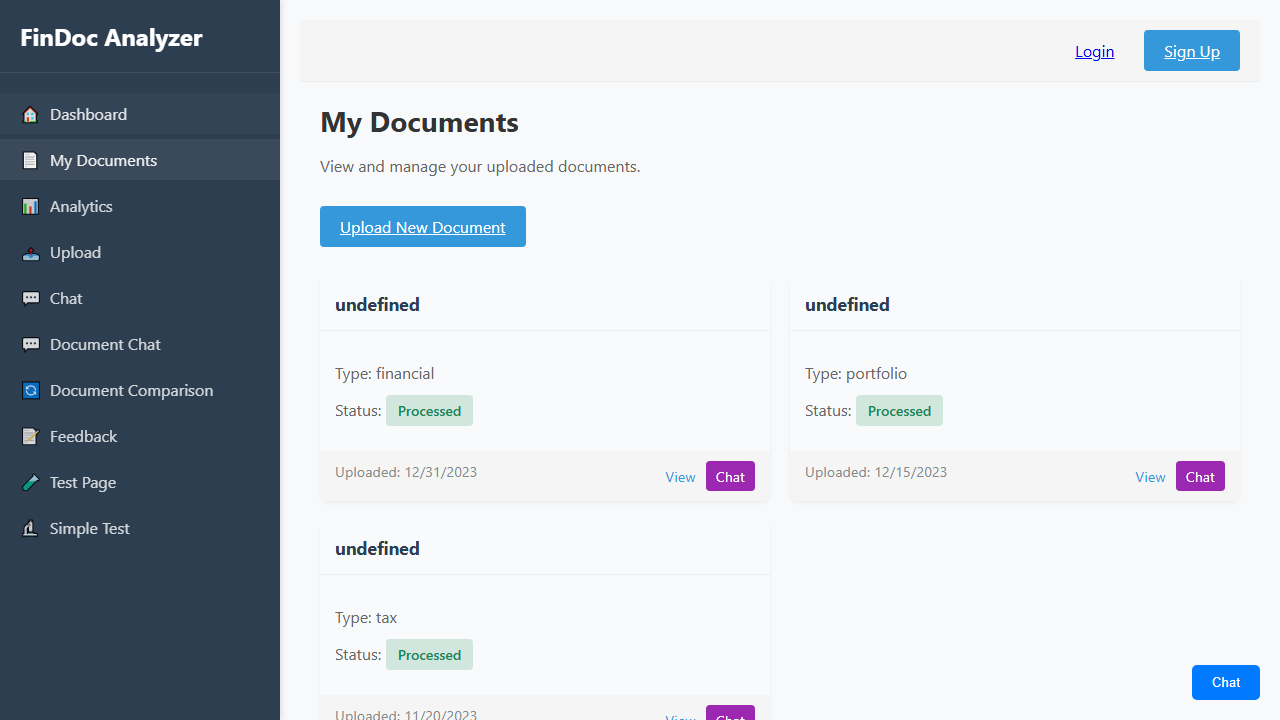 FinDoc Analyzer
Dashboard
My Documents
Analytics
Upload
Chat
Document Chat
Document Comparison
Feedback
Test Page
Simple Test
Login
Sign Up
My Documents
View and manage your uploaded documents.
Upload New Document
undefined
Type: financial
Status: Processed
Uploaded: 12/31/2023 View Chat
undefined
Type: portfolio
Status: Processed
Uploaded: 12/15/2023 View Chat
undefined
Type: tax
Status: Processed
Uploaded: 11/20/2023 View Chat
Chat